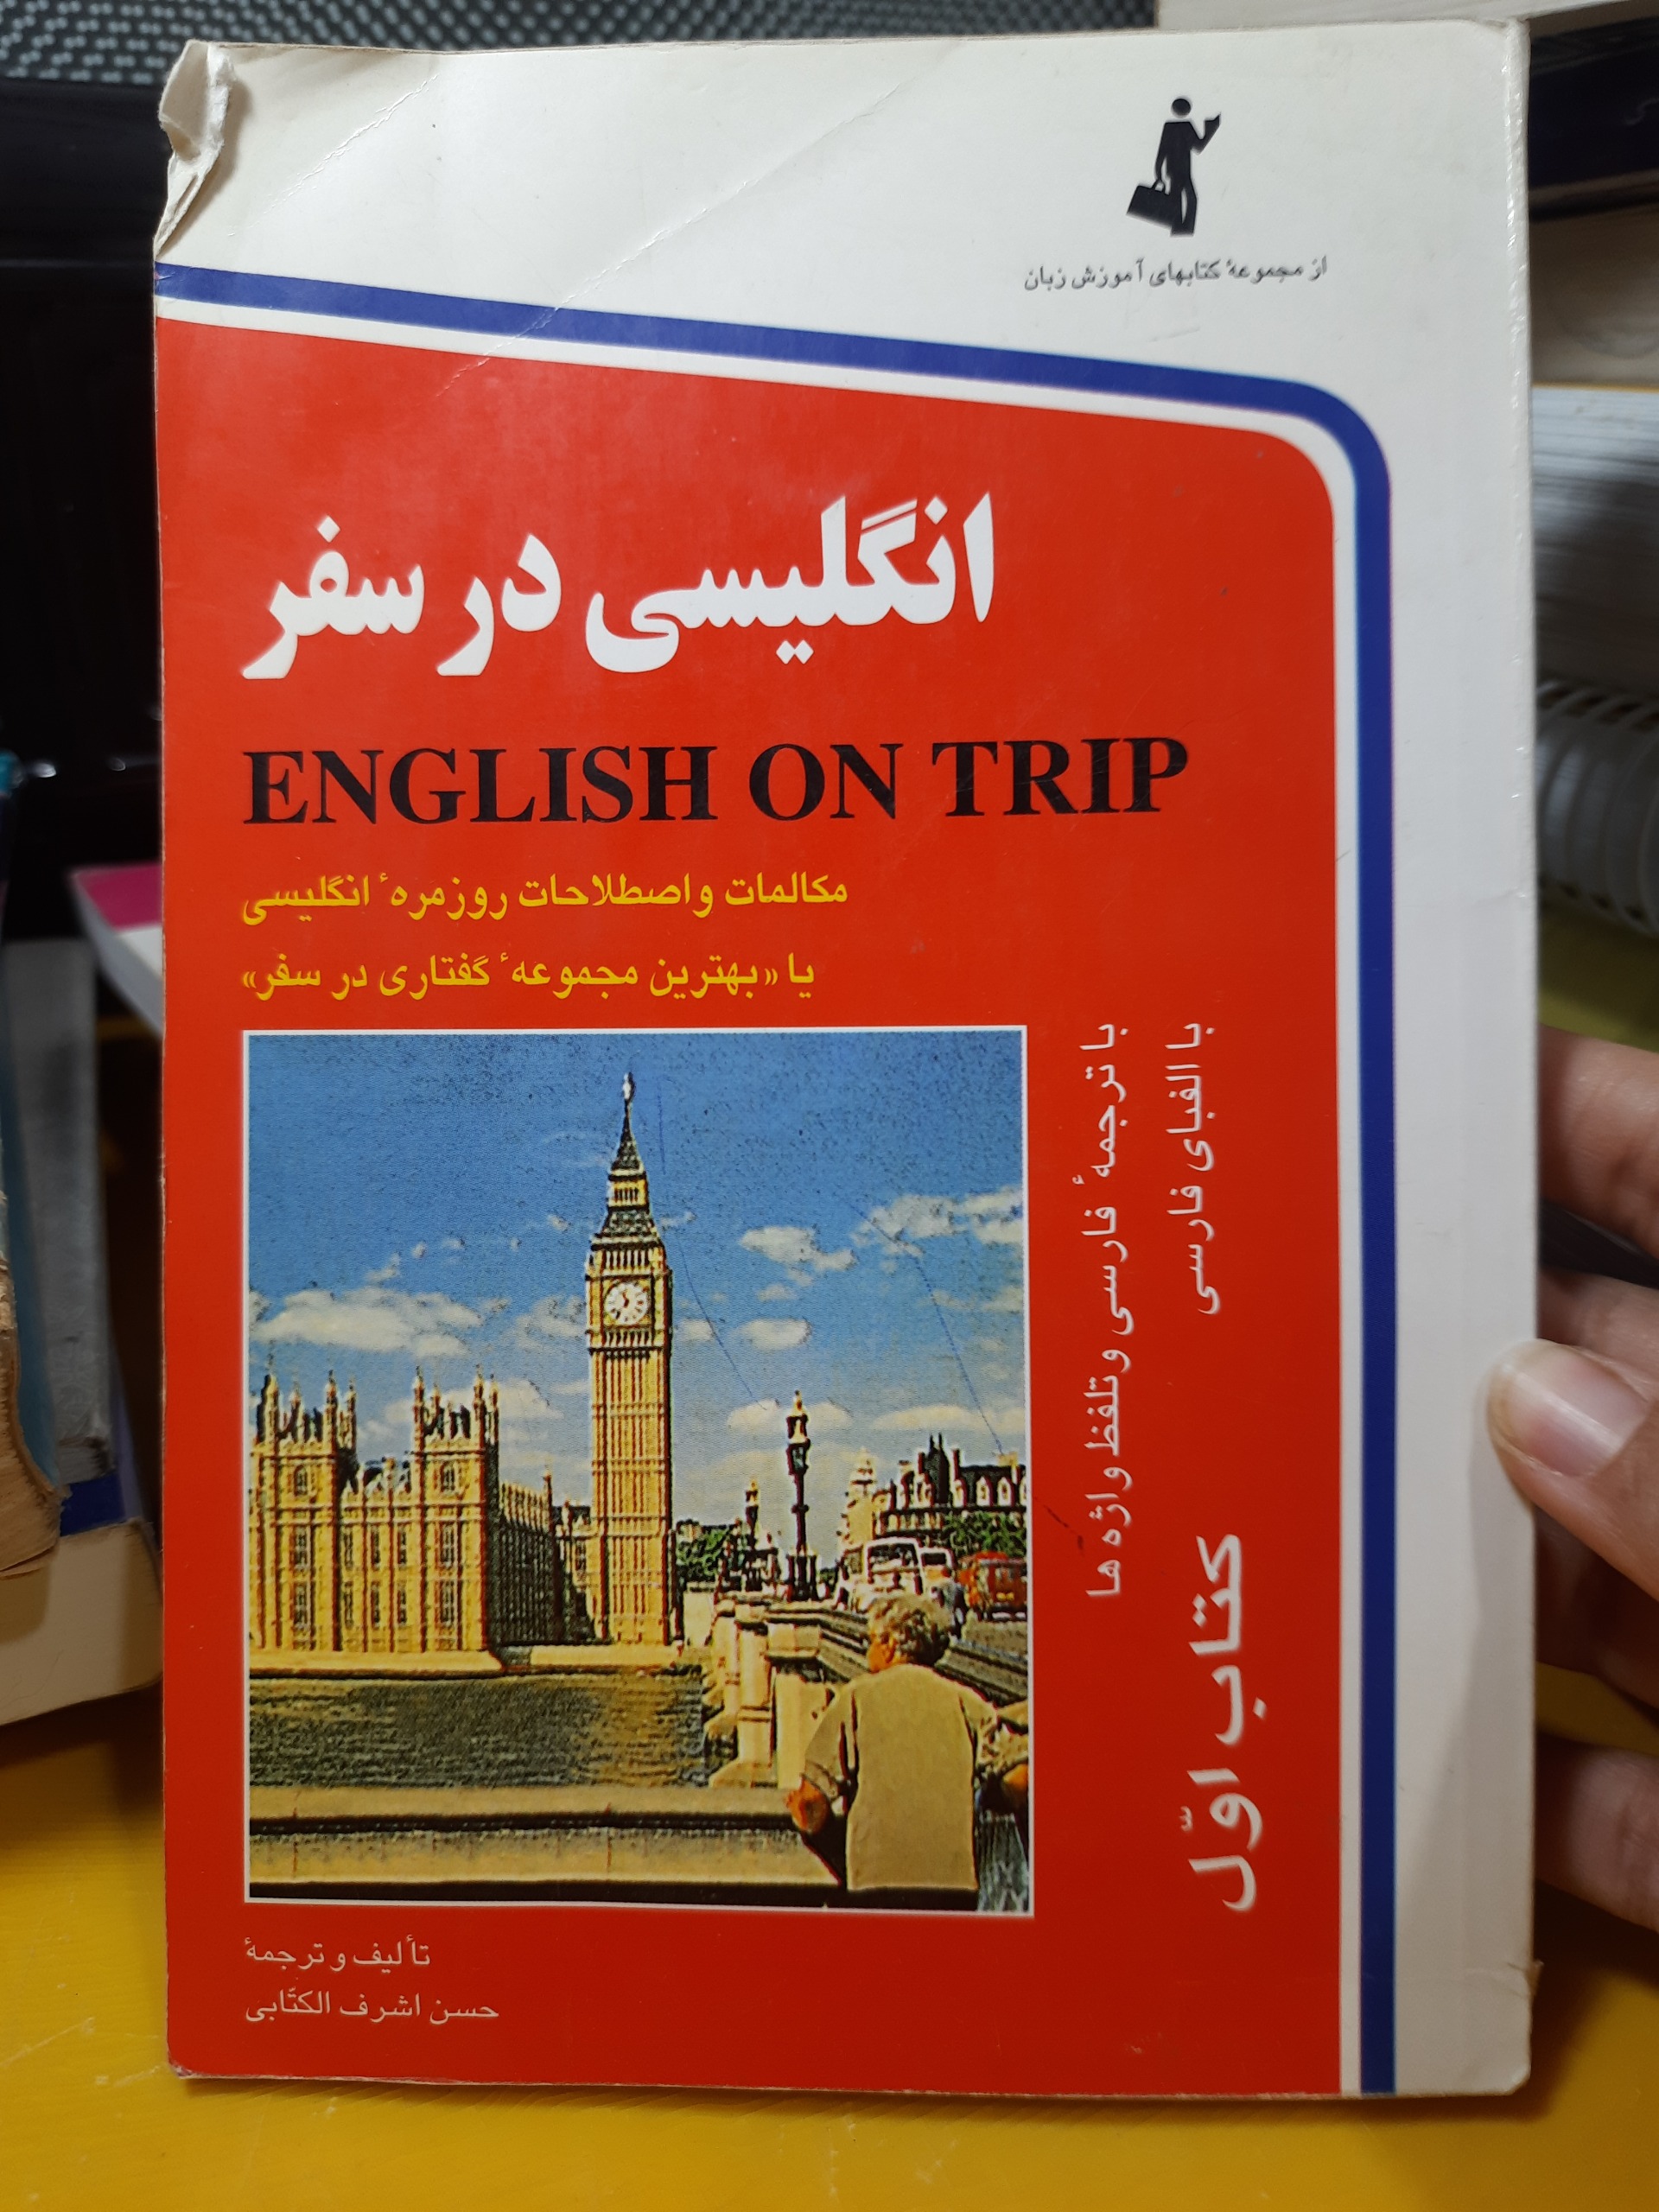 از مجموعهٔ کتابهای آموزش زبان
انگلیسی در سفر
ENGLISH ON TRIP
مکالمات و اصطلاحات روزمرهٔ انگلیسی
یا «بهترین مجموعهٔ گفتاری در سفر»
با ترجمهٔ فارسی و تلفظ واژه ها
با الفبای فارسی
کتاب اوّل
تألیف و ترجمهٔ
حسن اشرف الکتّابی